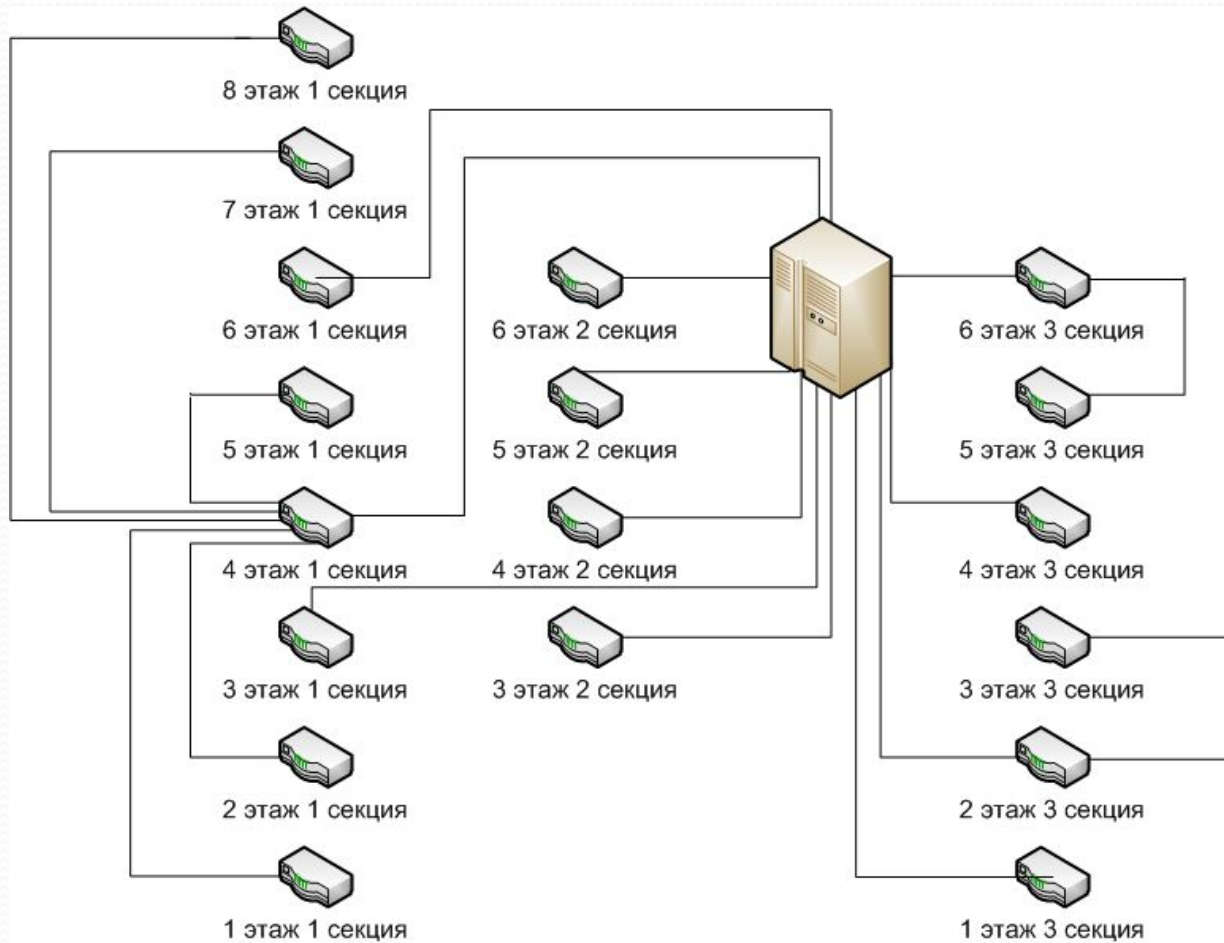 8 этаж 1 секция
7 этаж 1 секция
6 этаж 1 секция
6 этаж 2 секция
6 этаж 3 секция
5 этаж 1 секция
5 этаж 2 секция
5 этаж 3 секция
4 этаж 1 секция
4 этаж 2 секция
4 этаж 3 секция
3 этаж 1 секция
3 этаж 2 секция
3 этаж 3 секция
2 этаж 1 секция
2 этаж 3 секция
1 этаж 1 секция
1 этаж 3 секция